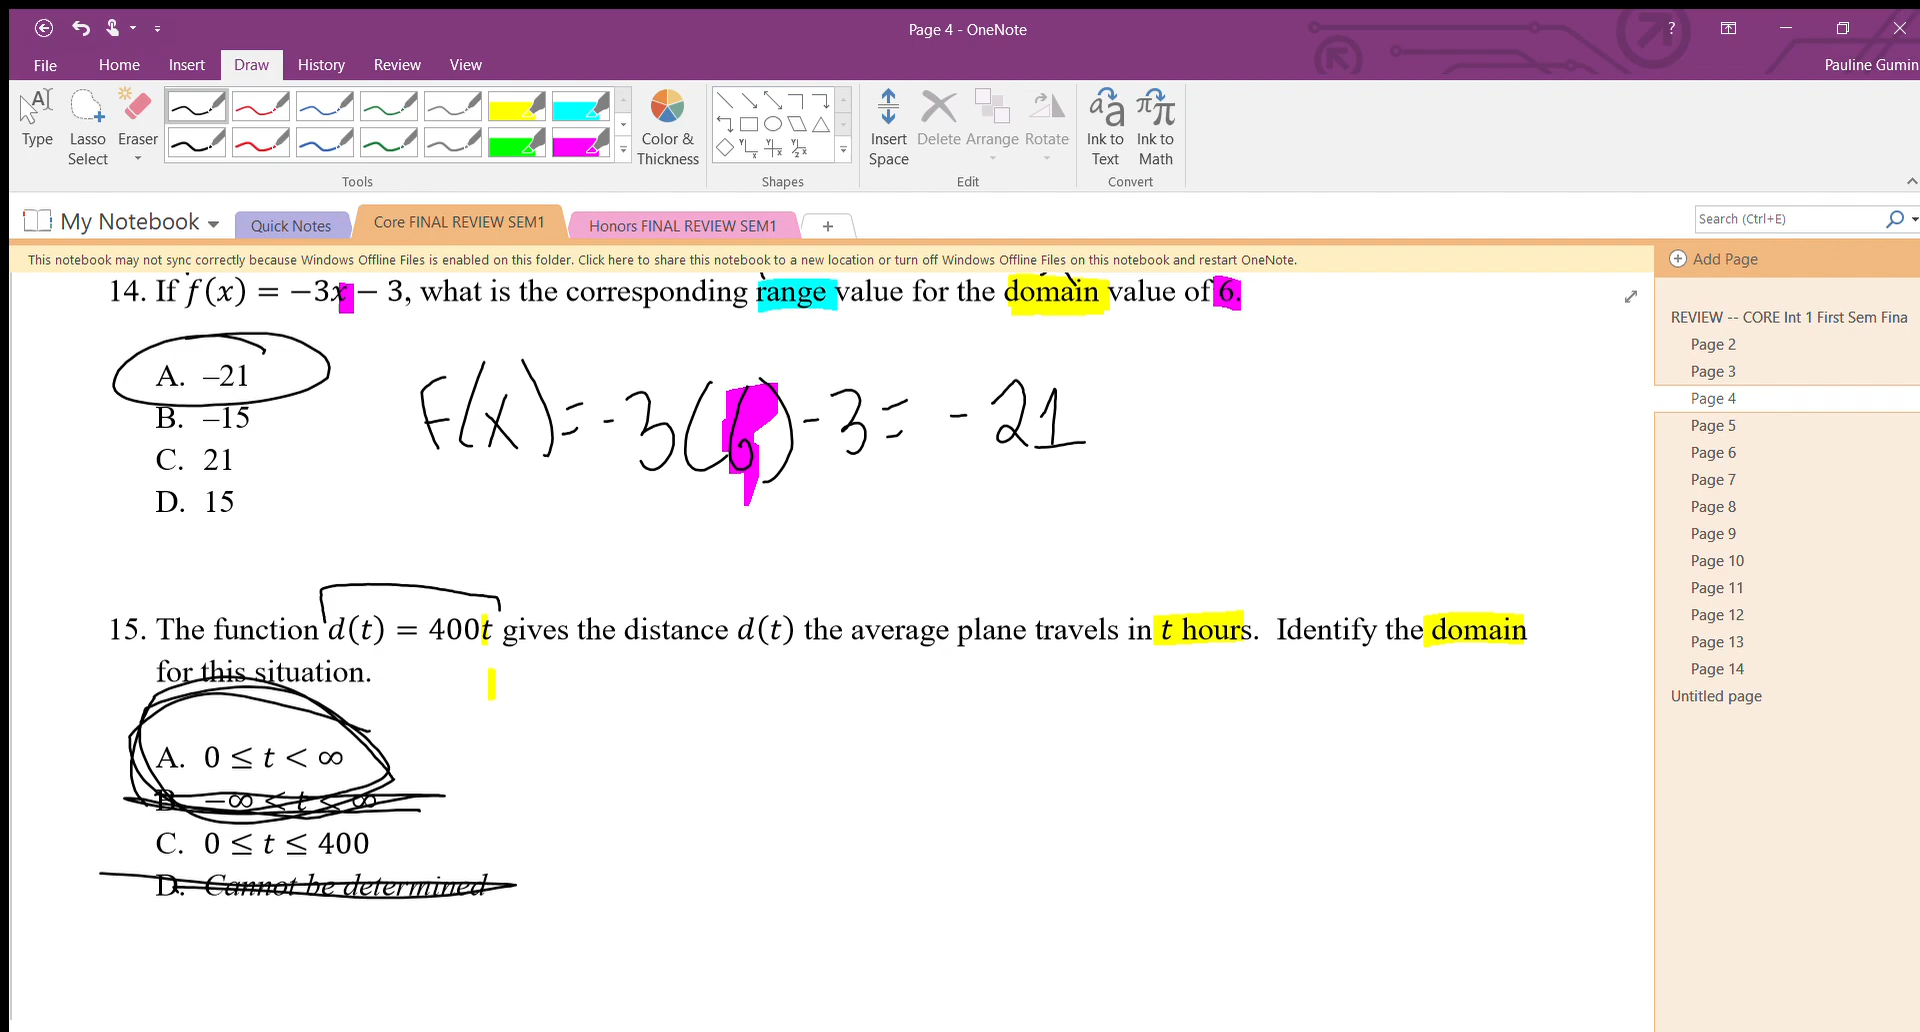 Page 4 - OneNote
?
File Home Insert Draw History Review View
Pauline Gumin
Type Lasso Select Eraser
Color & Thickness
Insert Space Delete Arrange Rotate
Ink to Text Ink to Math
Tools Shapes Edit Convert
My Notebook Quick Notes Core FINAL REVIEW SEM1 Honors FINAL REVIEW SEM1 +
Search (Ctrl+E)
This notebook may not sync correctly because Windows Offline Files is enabled on this folder. Click here to share this notebook to a new location or turn off Windows Offline Files on this notebook and restart OneNote.
Add Page
14. If f(x) = −3x − 3, what is the corresponding range value for the domain value of 6.
A. –21
B. –15
C. 21
D. 15
F(x) = -3(6) - 3 = -21
15. The function d(t) = 400t gives the distance d(t) the average plane travels in t hours. Identify the domain
for this situation.
A. 0 ≤ t < ∞
B. −∞ < t < ∞
C. 0 ≤ t ≤ 400
D. Cannot be determined
REVIEW -- CORE Int 1 First Sem Fina
Page 2
Page 3
Page 4
Page 5
Page 6
Page 7
Page 8
Page 9
Page 10
Page 11
Page 12
Page 13
Page 14
Untitled page